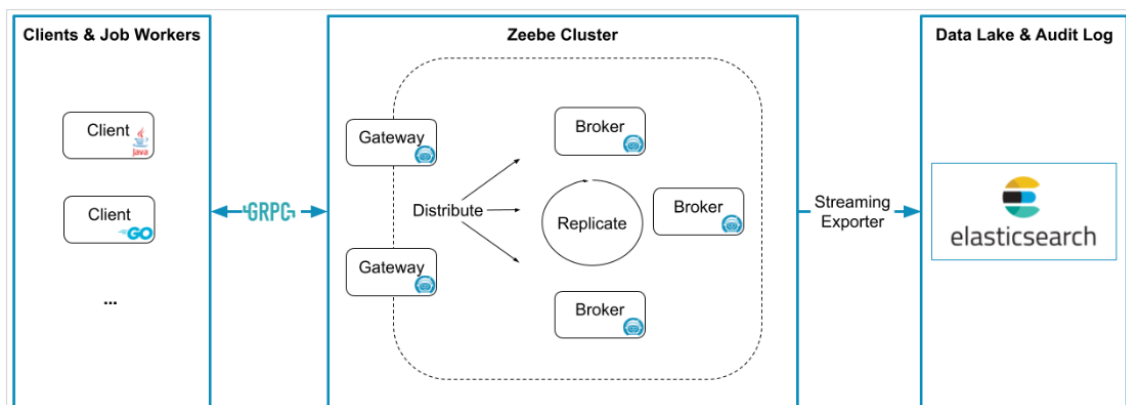 Clients & Job Workers
Zeebe Cluster
Data Lake & Audit Log
Client
Java
Client
GO
...
GRPC
Gateway
Gateway
Distribute
Broker
Replicate
Broker
Broker
Streaming
Exporter
elasticsearch